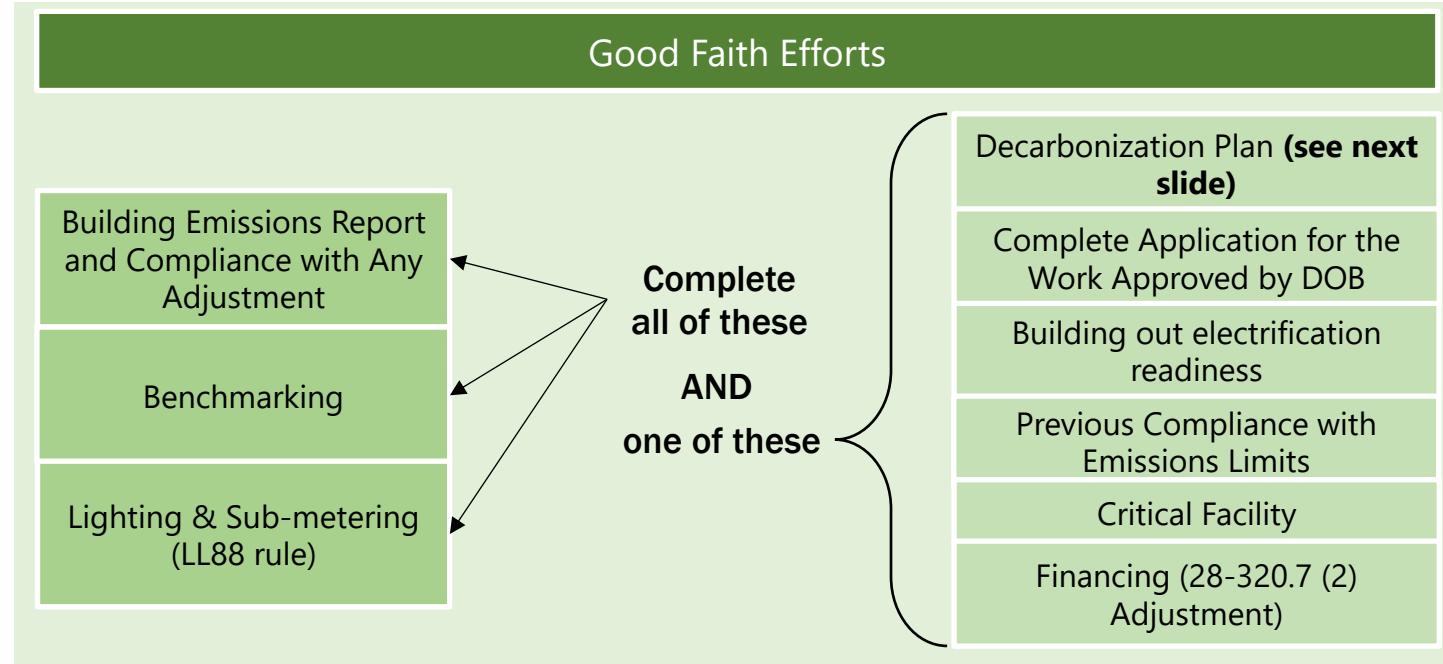 Good Faith Efforts
Building Emissions Report
and Compliance with Any
Adjustment
Benchmarking
Lighting & Sub-metering
(LL88 rule)
Complete
all of these
AND
one of these
Decarbonization Plan (see next
slide)
Complete Application for the
Work Approved by DOB
Building out electrification
readiness
Previous Compliance with
Emissions Limits
Critical Facility
Financing (28-320.7 (2)
Adjustment)